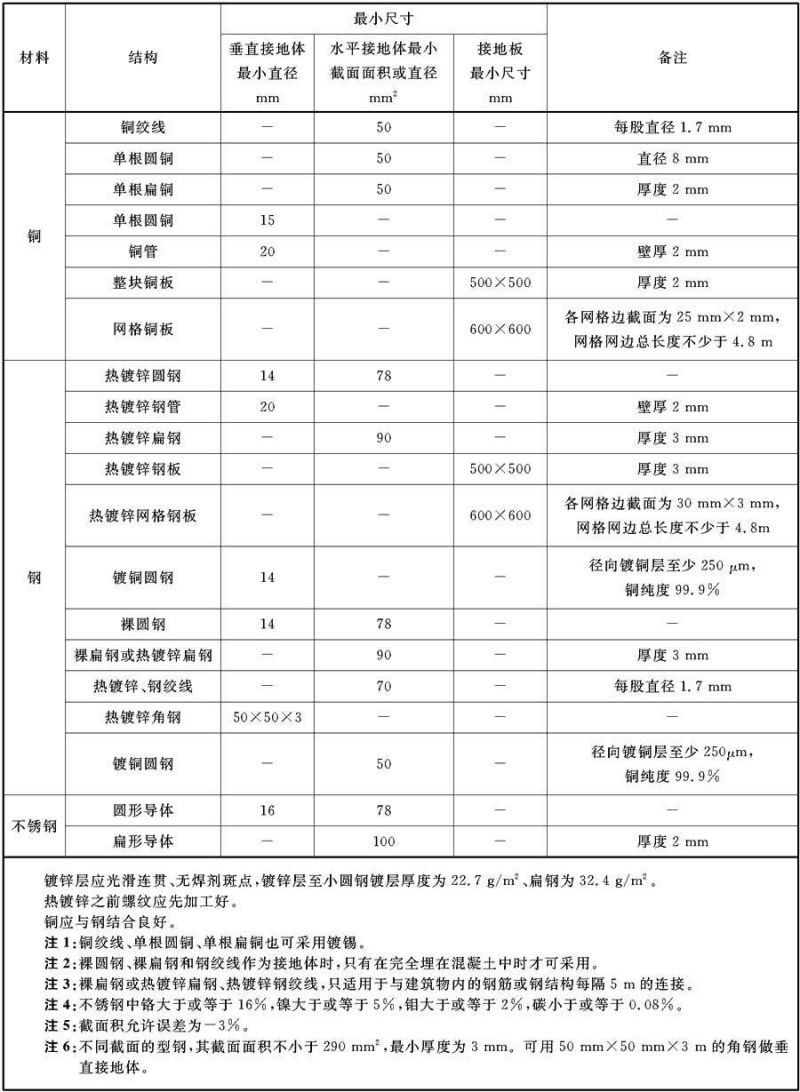 材料 结构 最小尺寸 备注
垂直接地体最小直径 mm 水平接地体最小截面面积或直径 mm² 接地板最小尺寸 mm
铜
铜绞线 — 50 — 每股直径 1.7 mm
单根圆铜 — 50 — 直径 8 mm
单根扁铜 — 50 — 厚度 2 mm
单根圆铜 15 — — —
铜管 20 — — 壁厚 2 mm
整块铜板 — — 500×500 厚度 2 mm
网格铜板 — — 600×600 各网格边截面为 25 mm×2 mm，
网格网边总长度不少于 4.8 m
钢
热镀锌圆钢 14 78 — —
热镀锌钢管 20 — — 壁厚 2 mm
热镀锌扁钢 — 90 — 厚度 3 mm
热镀锌钢板 — — 500×500 厚度 3 mm
热镀锌网格钢板 — — 600×600 各网格边截面为 30 mm×3 mm，
网格网边总长度不少于 4.8m
镀铜圆钢 14 — — 径向镀铜层至少 250 μm，
铜纯度 99.9%
裸圆钢 14 78 — —
裸扁钢或热镀锌扁钢 — 90 — 厚度 3 mm
热镀锌、钢绞线 — 70 — 每股直径 1.7 mm
热镀锌角钢 50×50×3 — — —
镀铜圆钢 — 50 — 径向镀铜层至少 250μm，
铜纯度 99.9%
不锈钢
圆形导体 16 78 — —
扁形导体 — 100 — 厚度 2 mm
镀锌层应光滑连贯、无焊剂斑点，镀锌层至小圆钢镀层厚度为 22.7 g/m²、扁钢为 32.4 g/m²。
热镀锌之前螺纹应先加工好。
铜应与钢结合良好。
注 1：铜绞线、单根圆铜、单根扁铜也可采用镀锡。
注 2：裸圆钢、裸扁钢和钢绞线作为接地体时，只有在完全埋在混凝土中时才可采用。
注 3：裸扁钢或热镀锌扁钢、热镀锌钢绞线，只适用于与建筑物内的钢筋或钢结构每隔 5 m 的连接。
注 4：不锈钢中铬大于或等于 16%，镍大于或等于 5%，钼大于或等于 2%，碳小于或等于 0.08%。
注 5：截面积允许误差为－3%。
注 6：不同截面的型钢，其截面面积不小于 290 mm²，最小厚度为 3 mm。可用 50 mm×50 mm×3 m 的角钢做垂
直接地体。